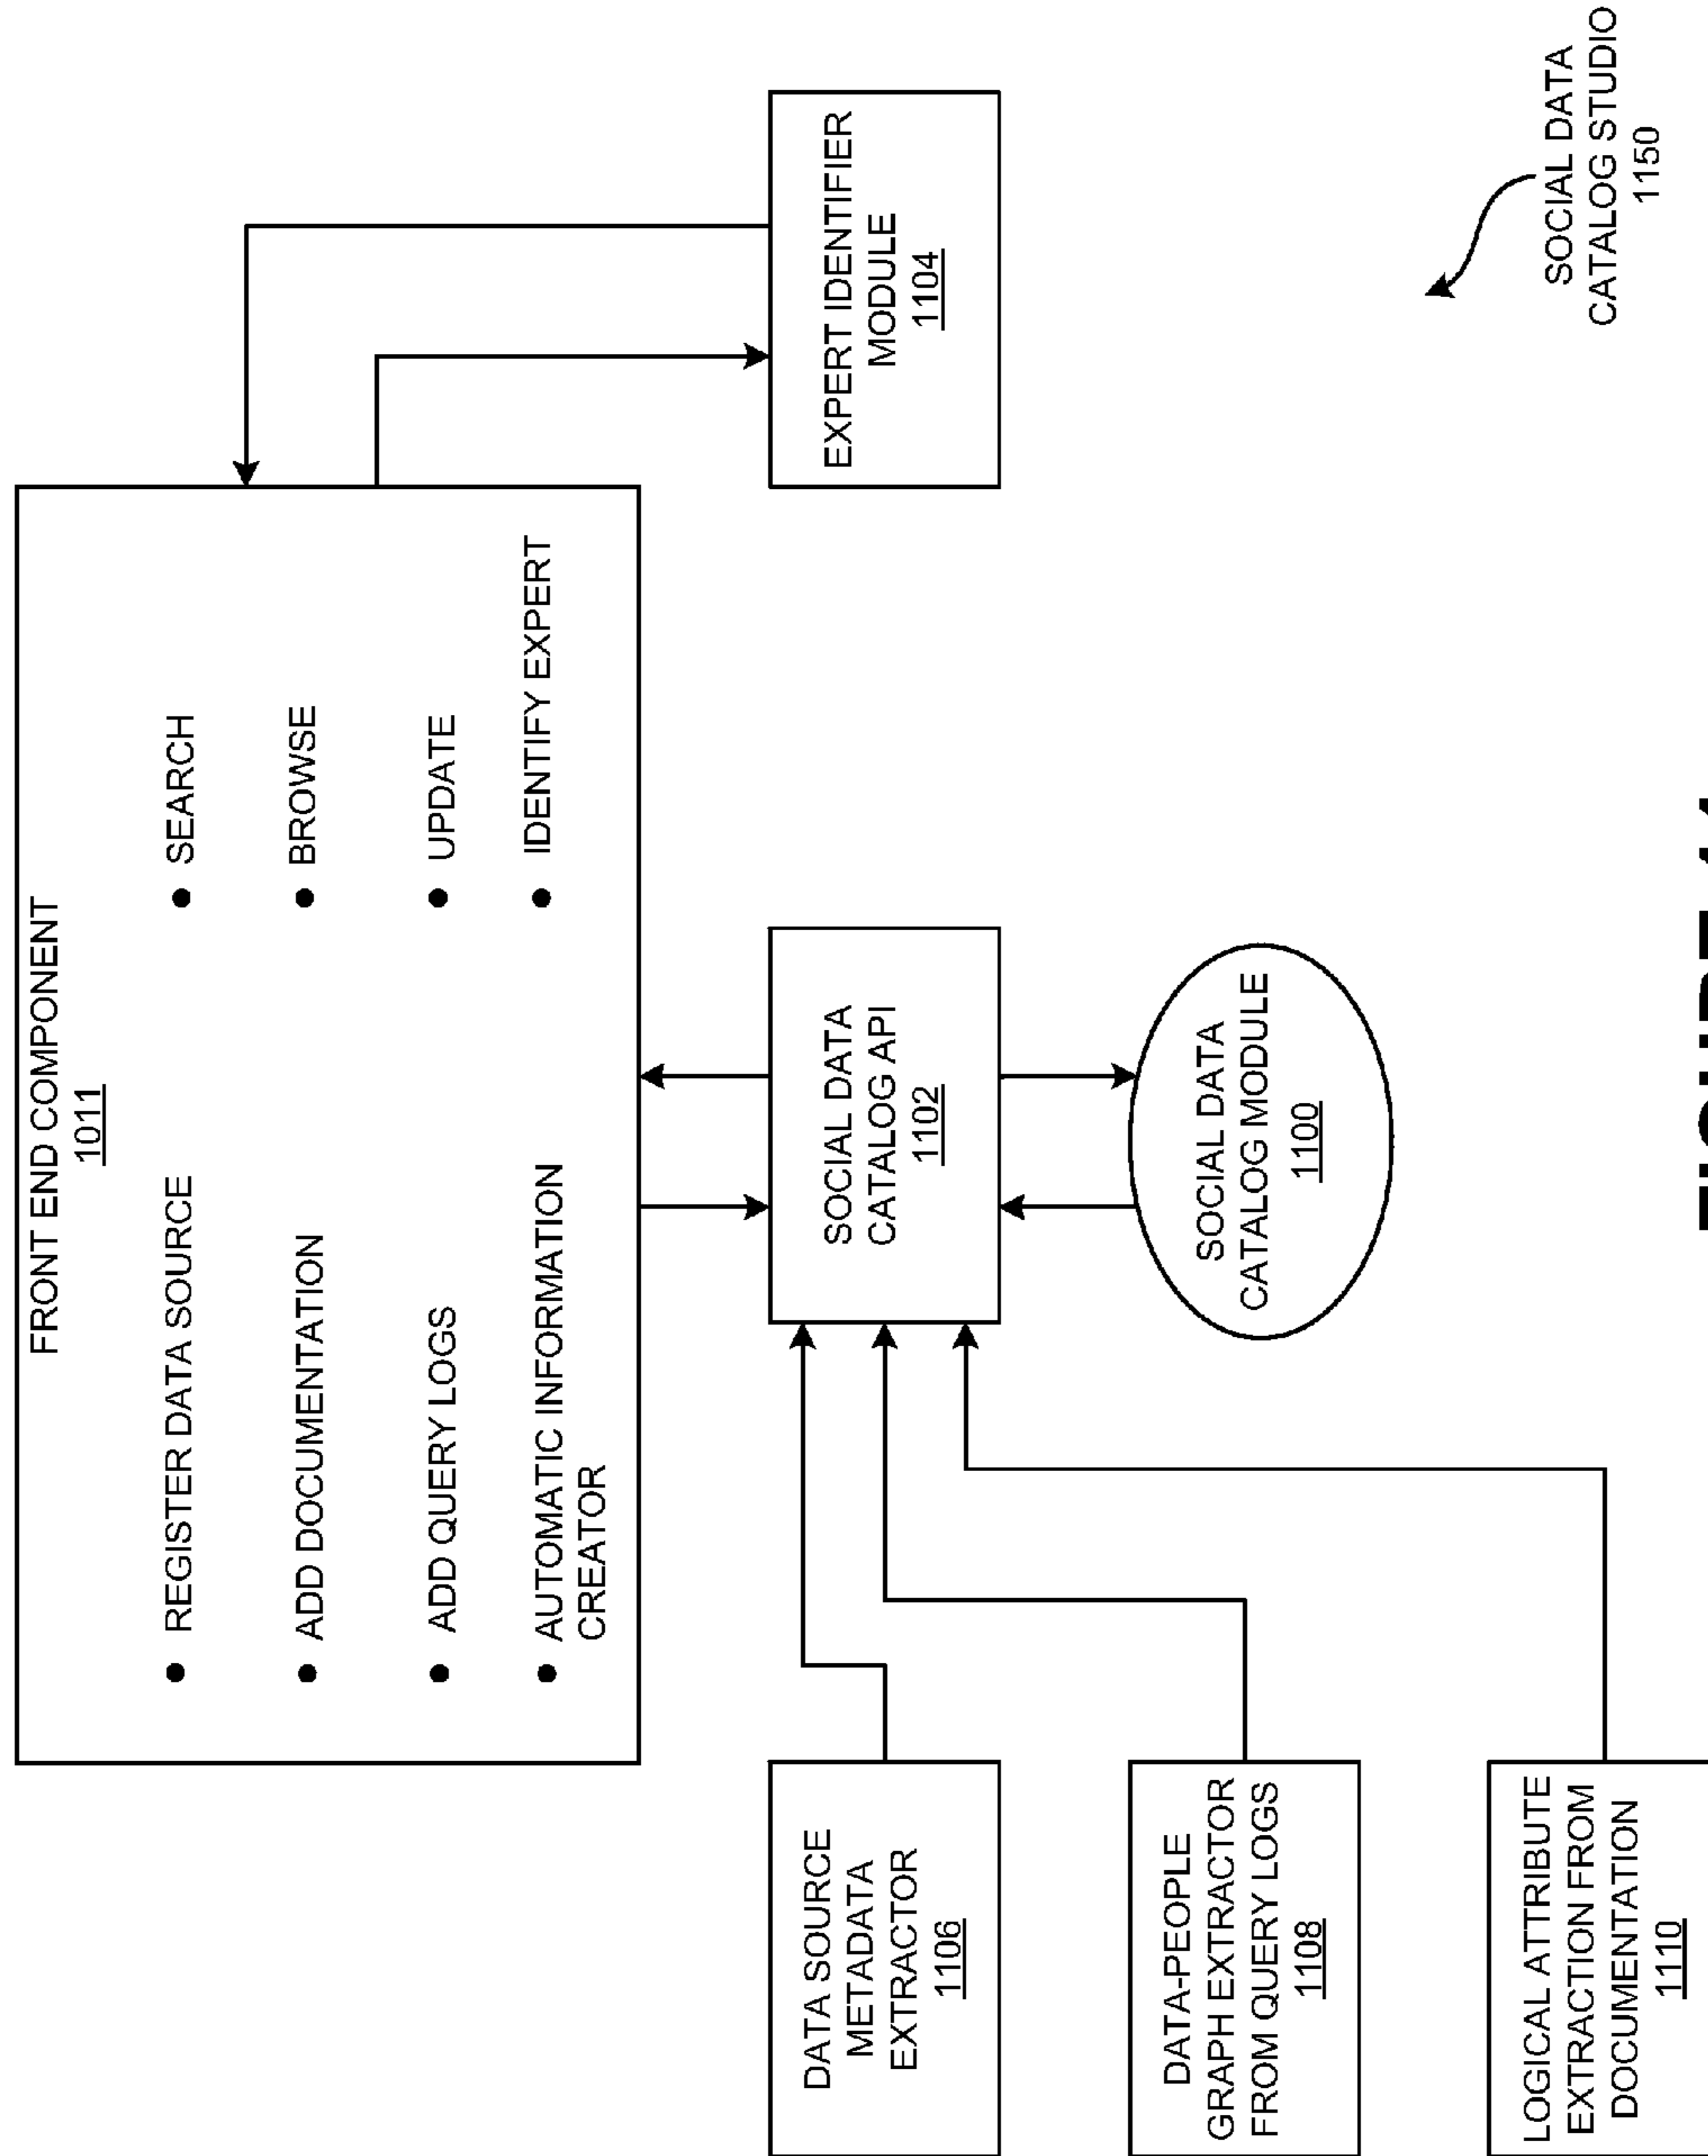 FRONT END COMPONENT
1011
● REGISTER DATA SOURCE
● ADD DOCUMENTATION
● ADD QUERY LOGS
● AUTOMATIC INFORMATION
CREATOR
● SEARCH
● BROWSE
● UPDATE
● IDENTIFY EXPERT
DATA SOURCE
METADATA
EXTRACTOR
1106
SOCIAL DATA
CATALOG API
1102
EXPERT IDENTIFIER
MODULE
1104
DATA-PEOPLE
GRAPH EXTRACTOR
FROM QUERY LOGS
1108
SOCIAL DATA
CATALOG MODULE
1100
LOGICAL ATTRIBUTE
EXTRACTION FROM
DOCUMENTATION
1110
SOCIAL DATA
CATALOG STUDIO
1150